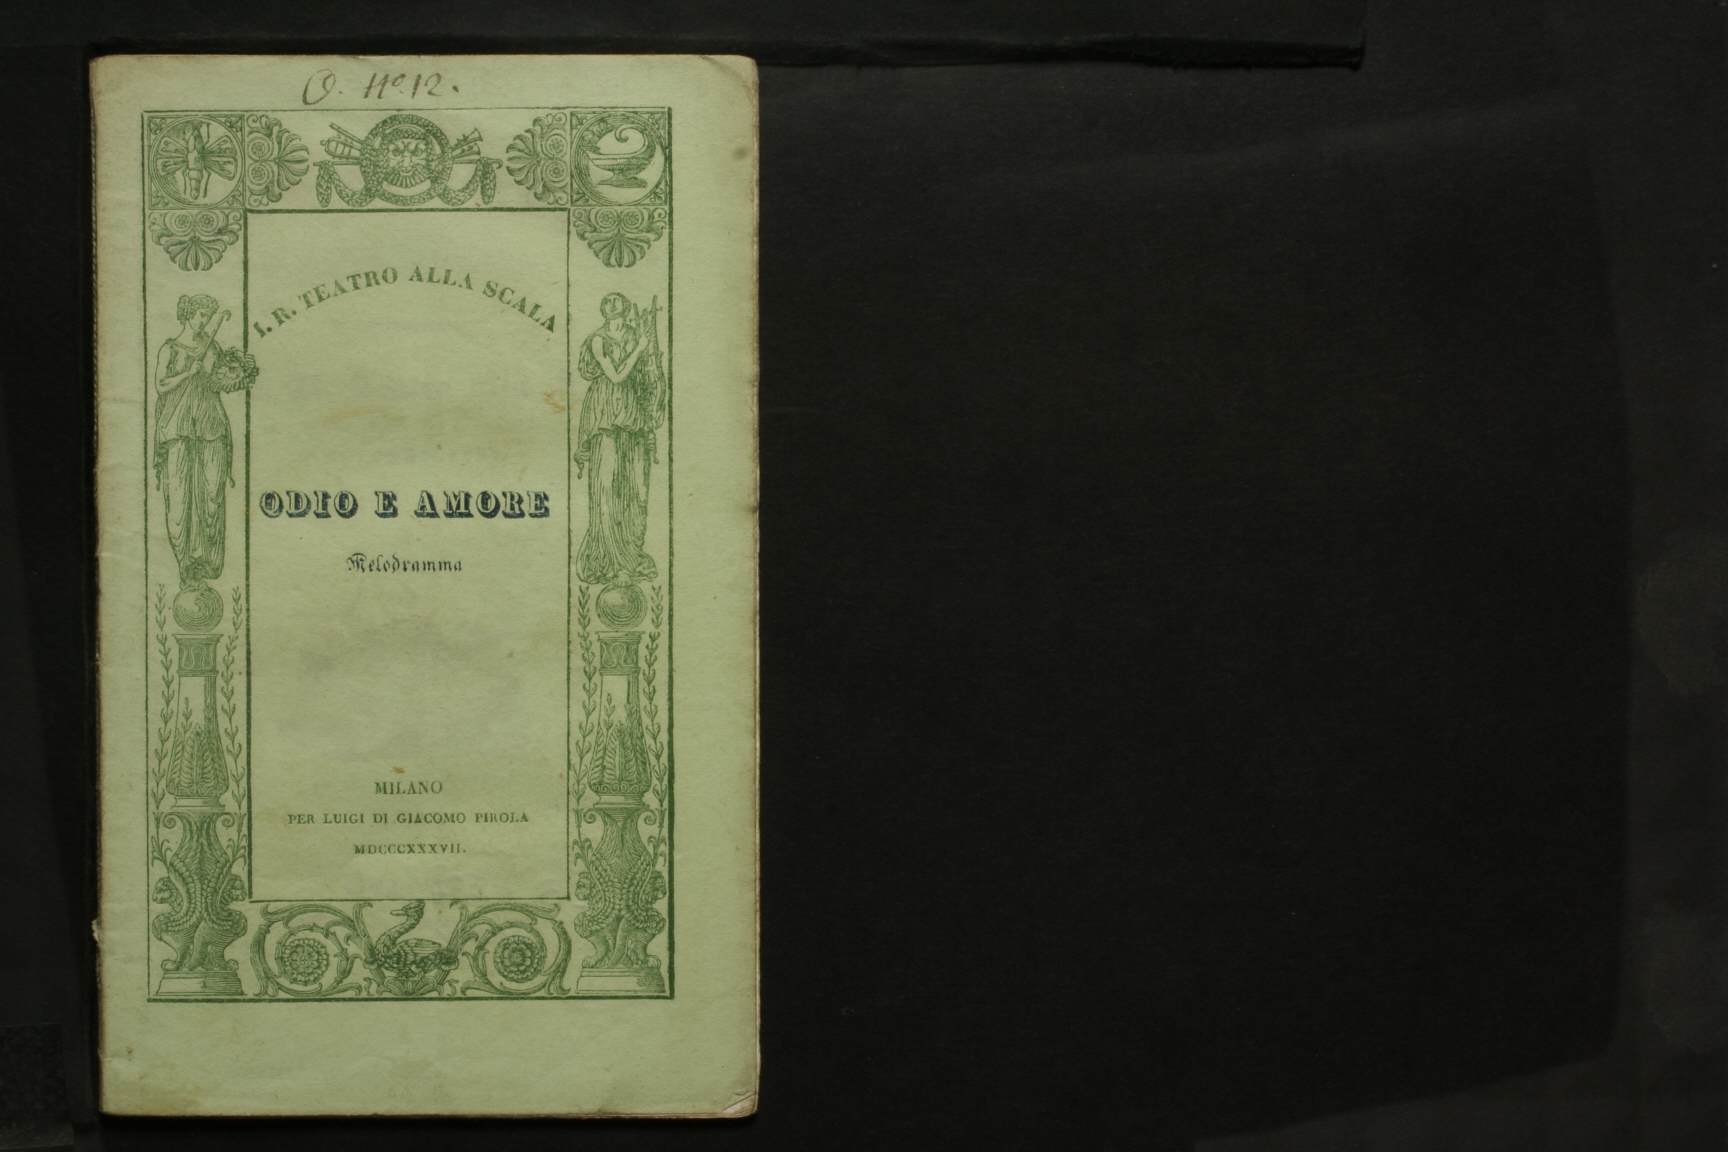 O. N.º 12.
I. R. TEATRO ALLA SCALA
ODIO E AMORE
Melodramma
MILANO
PER LUIGI DI GIACOMO PIROLA
MDCCCXXXVII.